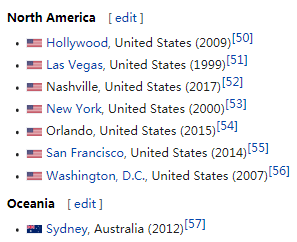 North America [ edit ]
Hollywood, United States (2009)[50]
Las Vegas, United States (1999)[51]
Nashville, United States (2017)[52]
New York, United States (2000)[53]
Orlando, United States (2015)[54]
San Francisco, United States (2014)[55]
Washington, D.C., United States (2007)[56]
Oceania [ edit ]
Sydney, Australia (2012)[57]